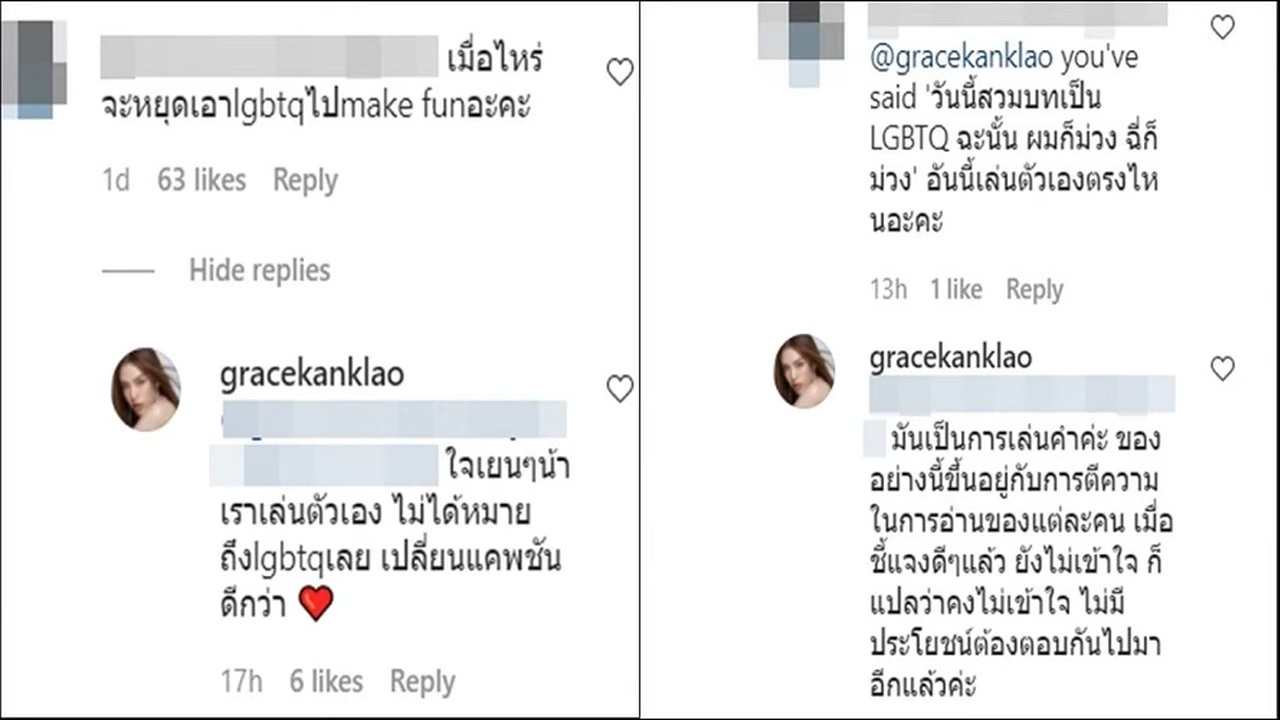 เมื่อไหร่
จะหยุดเอาlgbtqไปmake funอะคะ
1d 63 likes Reply
Hide replies
gracekanklao
ใจเยนๆน้า
เราเล่นตัวเอง ไม่ได้หมาย
ถึงlgbtqเลย เปลี่ยนแคพชัน
ดีกว่า ❤️
17h 6 likes Reply
@gracekanklao you've
said 'วันนี้สวมบทเป็น
LGBTQ ฉะนั้น ผมก็ม่วง ฉี่ก็
ม่วง' อันนี้เล่นตัวเองตรงไห
นอะคะ
13h 1 like Reply
gracekanklao
มันเป็นการเล่นคำค่ะ ของ
อย่างนี้ขึ้นอยู่กับการตีความ
ในการอ่านของแต่ละคน เมื่อ
ชี้แจงดีๆแล้ว ยังไม่เข้าใจ ก็
แปลว่าคงไม่เข้าใจ ไม่มี
ประโยชน์ต้องตอบกันไปมา
อีกแล้วค่ะ